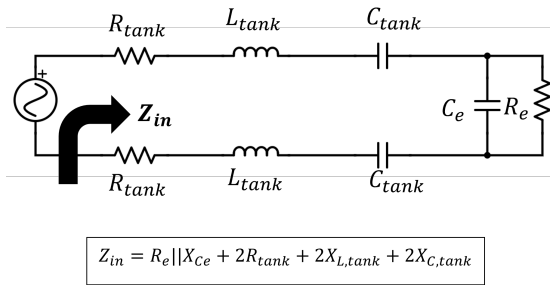 R_tank L_tank C_tank
+
Z_in
C_e R_e
R_tank L_tank C_tank
Z_in = R_e||X_Ce + 2R_tank + 2X_L,tank + 2X_C,tank